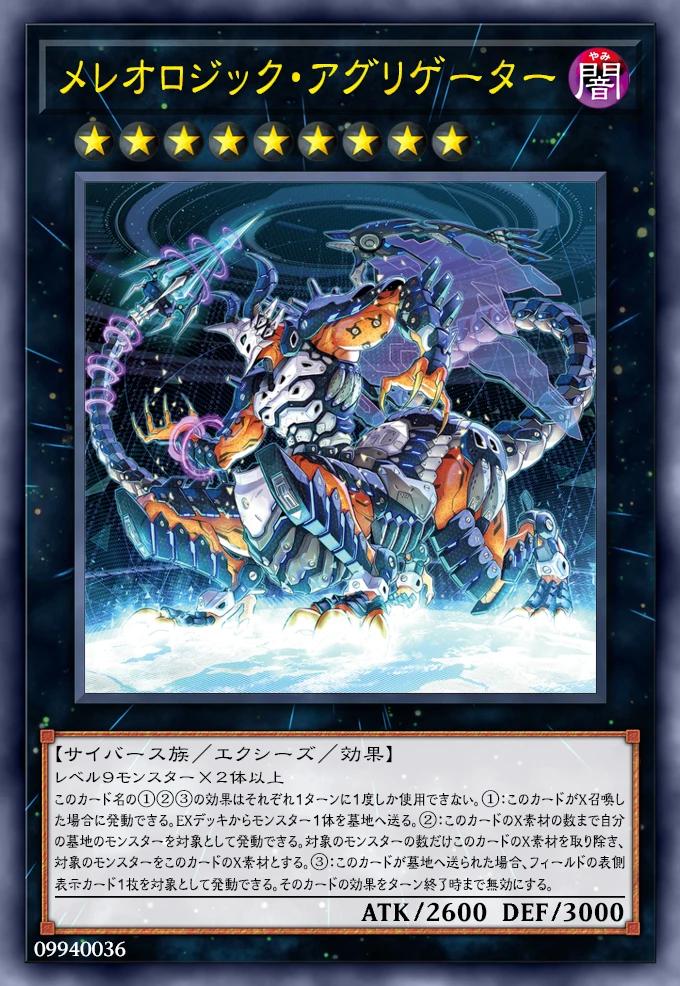 メレオロジック・アグリゲーター
やみ
闇
【サイバース族／エクシーズ／効果】
レベル9モンスター×2体以上
このカード名の①②③の効果はそれぞれ1ターンに1度しか使用できない。①：このカードがX召喚し
た場合に発動できる。EXデッキからモンスター1体を墓地へ送る。②：このカードのX素材の数まで自分
の墓地のモンスターを対象として発動できる。対象のモンスターの数だけこのカードのX素材を取り除き、
対象のモンスターをこのカードのX素材とする。③：このカードが墓地へ送られた場合、フィールドの表側
表示カード1枚を対象として発動できる。そのカードの効果をターン終了時まで無効にする。
ATK/2600 DEF/3000
09940036